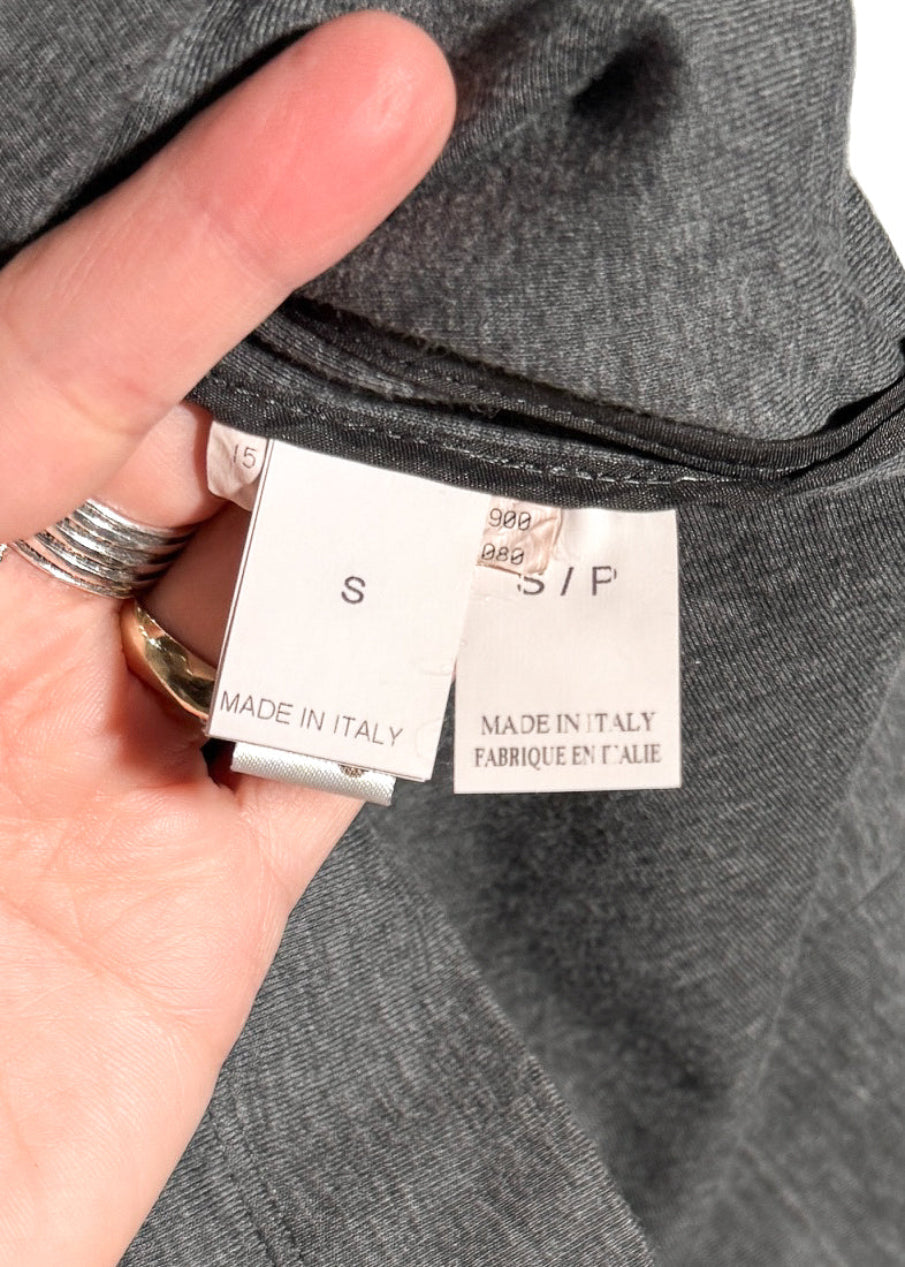 15
S
MADE IN ITALY
900
080
S / P
MADE IN ITALY
FABRIQUE EN ITALIE